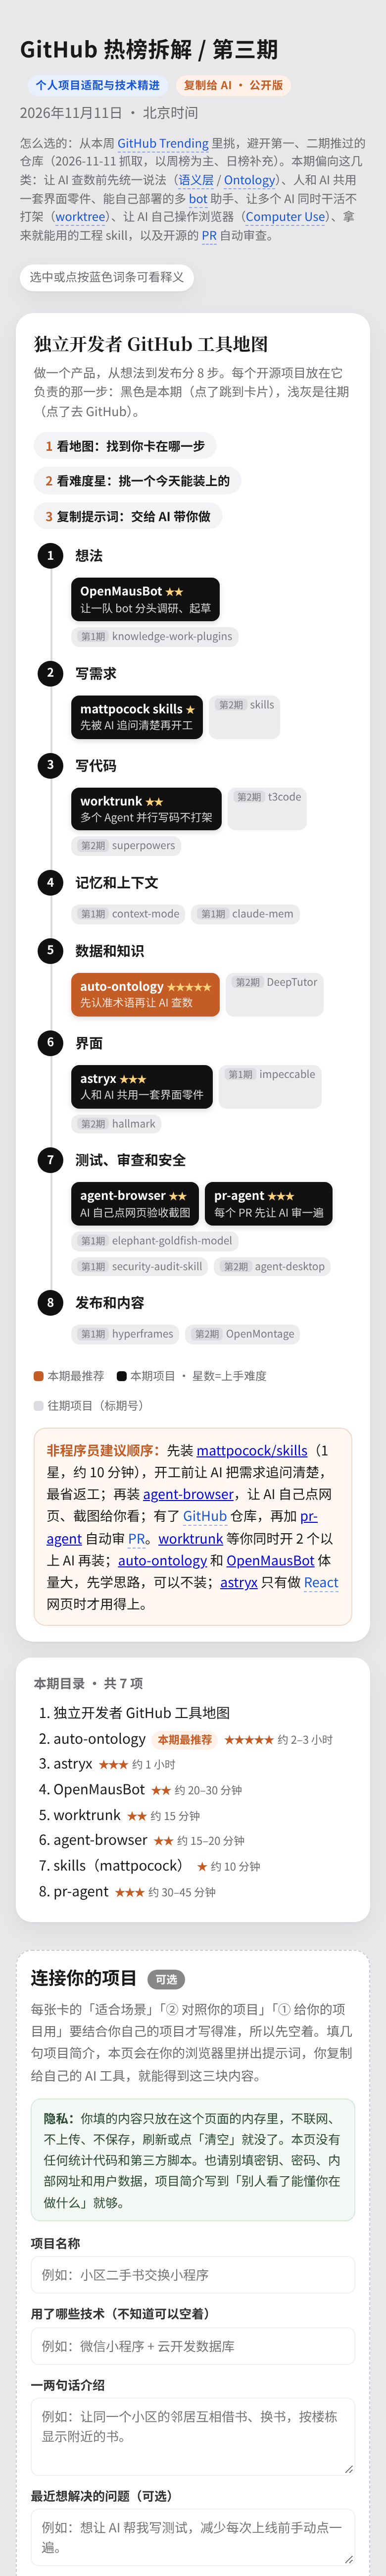 GitHub 热榜拆解 / 第三期
个人项目适配与技术精进 复制给 AI · 公开版
2026年11月11日 · 北京时间
怎么选的：从本周 GitHub Trending 里挑，避开第一、二期推过的
仓库（2026-11-11 抓取，以周榜为主、日榜补充）。本期偏向这几
类：让 AI 查数前先统一说法（语义层 / Ontology）、人和 AI 共用
一套界面零件、能自己部署的多 bot 助手、让多个 AI 同时干活不
打架（worktree）、让 AI 自己操作浏览器（Computer Use）、拿
来就能用的工程 skill，以及开源的 PR 自动审查。
选中或点按蓝色词条可看释义
独立开发者 GitHub 工具地图
做一个产品，从想法到发布分 8 步。每个开源项目放在它
负责的那一步：黑色是本期（点了跳到卡片），浅灰是往期
（点了去 GitHub）。
1 看地图：找到你卡在哪一步
2 看难度星：挑一个今天能装上的
3 复制提示词：交给 AI 带你做
1 想法
OpenMausBot ★★
让一队 bot 分头调研、起草
第1期 knowledge-work-plugins
2 写需求
mattpocock skills ★
先被 AI 追问清楚再开工
第2期 skills
3 写代码
worktrunk ★★
多个 Agent 并行写码不打架
第2期 t3code
第2期 superpowers
4 记忆和上下文
第1期 context-mode 第1期 claude-mem
5 数据和知识
auto-ontology ★★★★★
先认准术语再让 AI 查数
第2期 DeepTutor
6 界面
astryx ★★★
人和 AI 共用一套界面零件
第1期 impeccable
第2期 hallmark
7 测试、审查和安全
agent-browser ★★
AI 自己点网页验收截图
pr-agent ★★★
每个 PR 先让 AI 审一遍
第1期 elephant-goldfish-model
第1期 security-audit-skill 第2期 agent-desktop
8 发布和内容
第1期 hyperframes 第2期 OpenMontage
本期最推荐 本期项目 · 星数=上手难度
往期项目（标期号）
非程序员建议顺序：先装 mattpocock/skills（1
星，约 10 分钟），开工前让 AI 把需求追问清楚，
最省返工；再装 agent-browser，让 AI 自己点网
页、截图给你看；有了 GitHub 仓库，再加 pr-
agent 自动审 PR。worktrunk 等你同时开 2 个以
上 AI 再装；auto-ontology 和 OpenMausBot 体
量大，先学思路，可以不装；astryx 只有做 React
网页时才用得上。
本期目录 · 共 7 项
1. 独立开发者 GitHub 工具地图
2. auto-ontology 本期最推荐 ★★★★★ 约 2–3 小时
3. astryx ★★★ 约 1 小时
4. OpenMausBot ★★ 约 20–30 分钟
5. worktrunk ★★ 约 15 分钟
6. agent-browser ★★ 约 15–20 分钟
7. skills（mattpocock） ★ 约 10 分钟
8. pr-agent ★★★ 约 30–45 分钟
连接你的项目 可选
每张卡的「适合场景」「② 对照你的项目」「① 给你的项
目用」要结合你自己的项目才写得准，所以先空着。填几
句项目简介，本页会在你的浏览器里拼出提示词，你复制
给自己的 AI 工具，就能得到这三块内容。
隐私：你填的内容只放在这个页面的内存里，不联网、
不上传、不保存，刷新或点「清空」就没了。本页没有
任何统计代码和第三方脚本。也请别填密钥、密码、内
部网址和用户数据，项目简介写到「别人看了能懂你在
做什么」就够。
项目名称
例如：小区二手书交换小程序
用了哪些技术（不知道可以空着）
例如：微信小程序 + 云开发数据库
一两句话介绍
例如：让同一个小区的邻居互相借书、换书，按楼栋
显示附近的书。
最近想解决的问题（可选）
例如：想让 AI 帮我写测试，减少每次上线前手动点一
遍。